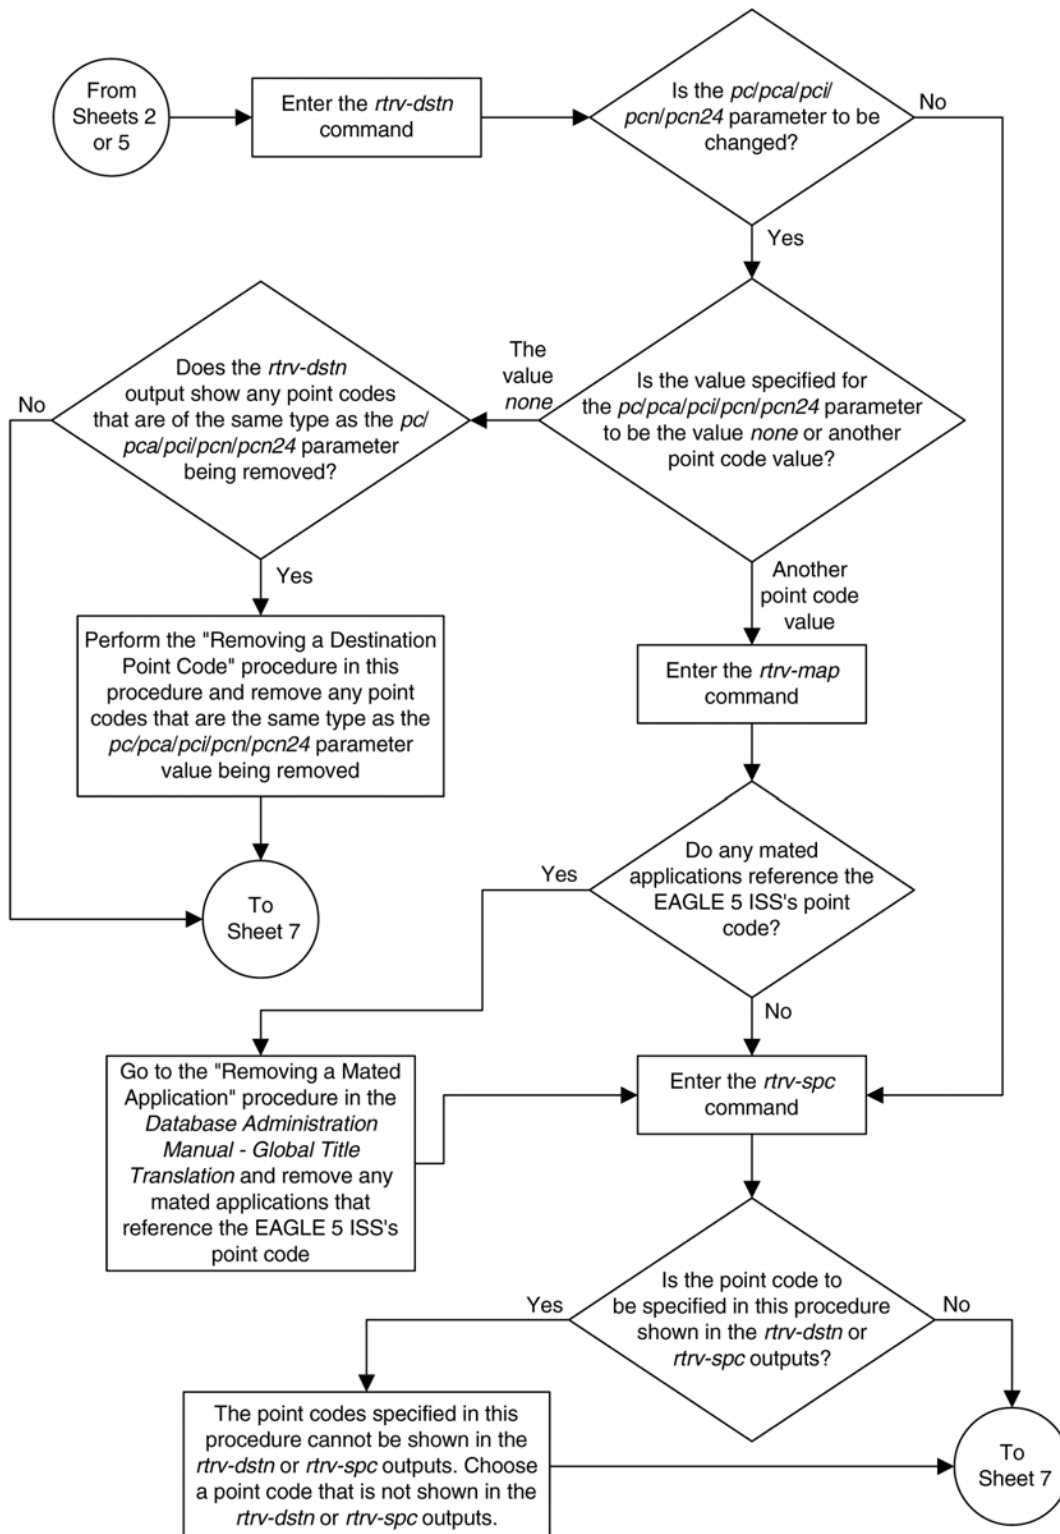 From
Sheets 2
or 5
Enter the rtrv-dstn
command
Is the pc/pca/pci/
pcn/pcn24 parameter to be
changed?
No
Yes
Is the value specified for
the pc/pca/pci/pcn/pcn24 parameter
to be the value none or another
point code value?
The
value
none
Does the rtrv-dstn
output show any point codes
that are of the same type as the pc/
pca/pci/pcn/pcn24 parameter
being removed?
No
Yes
Perform the "Removing a Destination
Point Code" procedure in this
procedure and remove any point
codes that are the same type as the
pc/pca/pci/pcn/pcn24 parameter
value being removed
To
Sheet 7
Another
point code
value
Enter the rtrv-map
command
Do any mated
applications reference the
EAGLE 5 ISS's point
code?
Yes
No
Go to the "Removing a Mated
Application" procedure in the
Database Administration
Manual - Global Title
Translation and remove any
mated applications that
reference the EAGLE 5 ISS's
point code
Enter the rtrv-spc
command
Is the point code to
be specified in this procedure
shown in the rtrv-dstn or
rtrv-spc outputs?
Yes
No
The point codes specified in this
procedure cannot be shown in the
rtrv-dstn or rtrv-spc outputs. Choose
a point code that is not shown in the
rtrv-dstn or rtrv-spc outputs.
To
Sheet 7